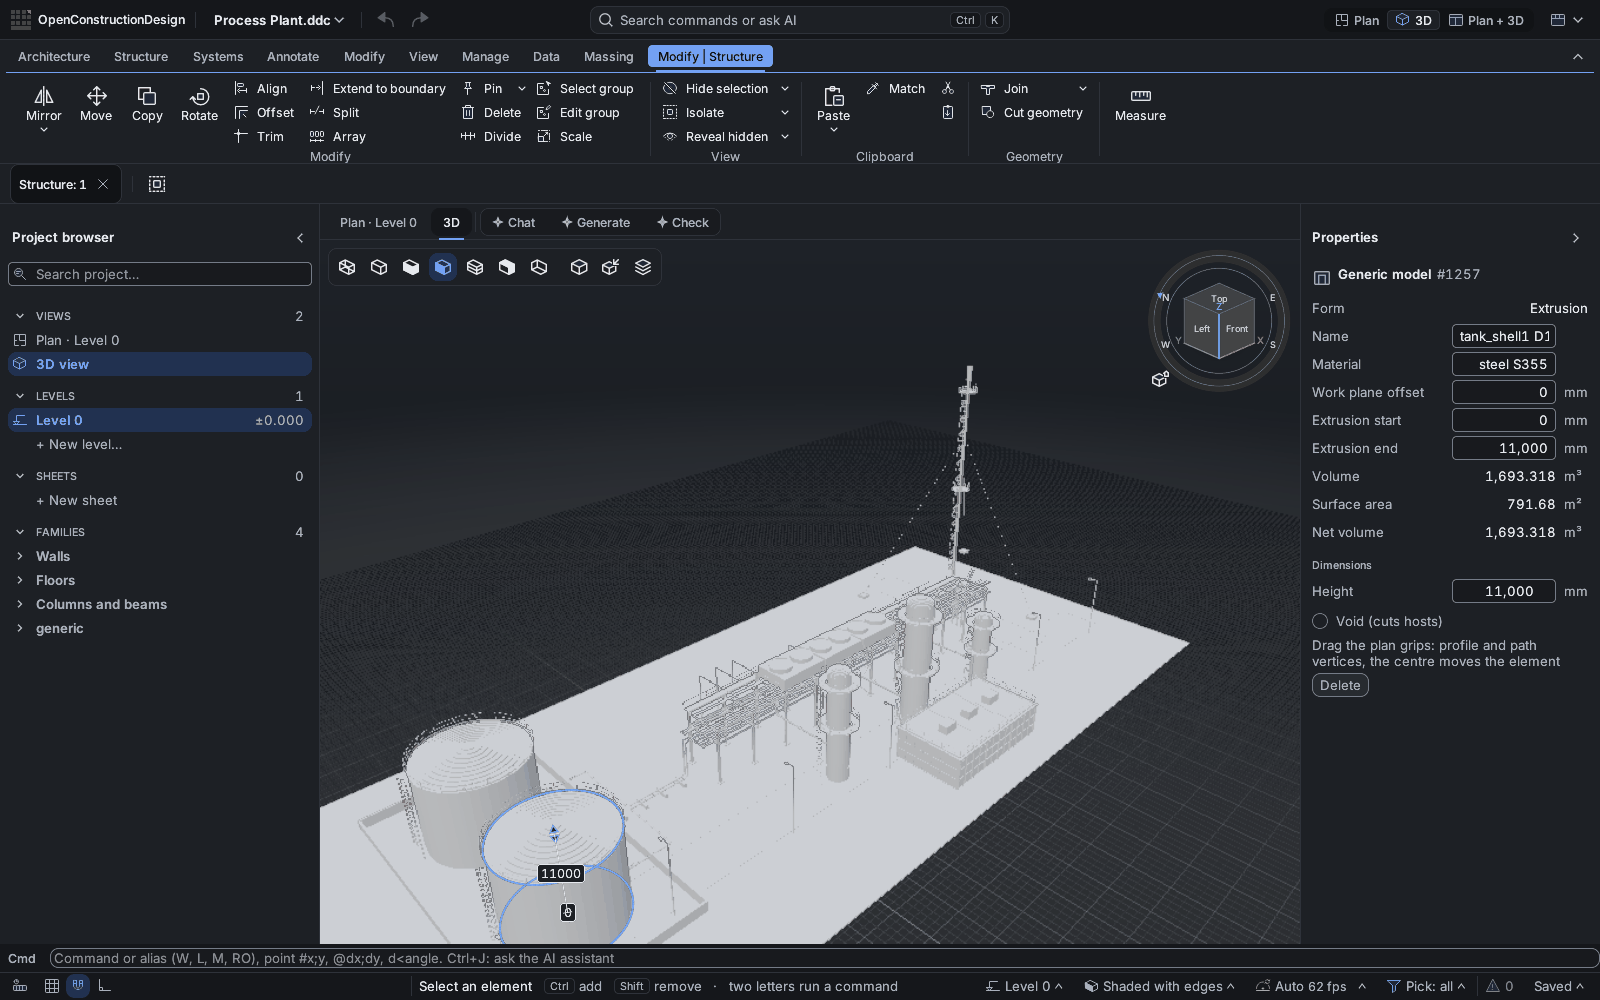 OpenConstructionDesign
Process Plant.ddc
Search commands or ask AI
Ctrl K
Plan
3D
Plan + 3D
Architecture
Structure
Systems
Annotate
Modify
View
Manage
Data
Massing
Modify | Structure
Mirror
Move
Copy
Rotate
Align
Offset
Trim
Extend to boundary
Split
Array
Pin
Delete
Divide
Select group
Edit group
Scale
Modify
Hide selection
Isolate
Reveal hidden
View
Paste
Match
Clipboard
Join
Cut geometry
Geometry
Measure
Structure: 1
Project browser
Search project...
VIEWS 2
Plan · Level 0
3D view
LEVELS 1
Level 0 ±0.000
+ New level...
SHEETS 0
+ New sheet
FAMILIES 4
Walls
Floors
Columns and beams
generic
Plan · Level 0
3D
Chat
Generate
Check
N
E
W
S
Top
Z
Left
Front
Y
X
11000
0
Properties
Generic model #1257
Form Extrusion
Name tank_shell1 D1
Material steel S355
Work plane offset 0 mm
Extrusion start 0 mm
Extrusion end 11,000 mm
Volume 1,693.318 m³
Surface area 791.68 m²
Net volume 1,693.318 m³
Dimensions
Height 11,000 mm
Void (cuts hosts)
Drag the plan grips: profile and path
vertices, the centre moves the element
Delete
Cmd
Command or alias (W, L, M, RO), point #x;y, @dx;dy, d<angle. Ctrl+J: ask the AI assistant
Select an element
Ctrl add
Shift remove
· two letters run a command
Level 0
Shaded with edges
Auto 62 fps
Pick: all
0
Saved